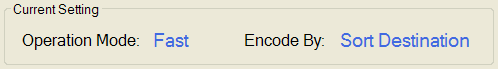 Current Setting
Operation Mode: Fast Encode By: Sort Destination